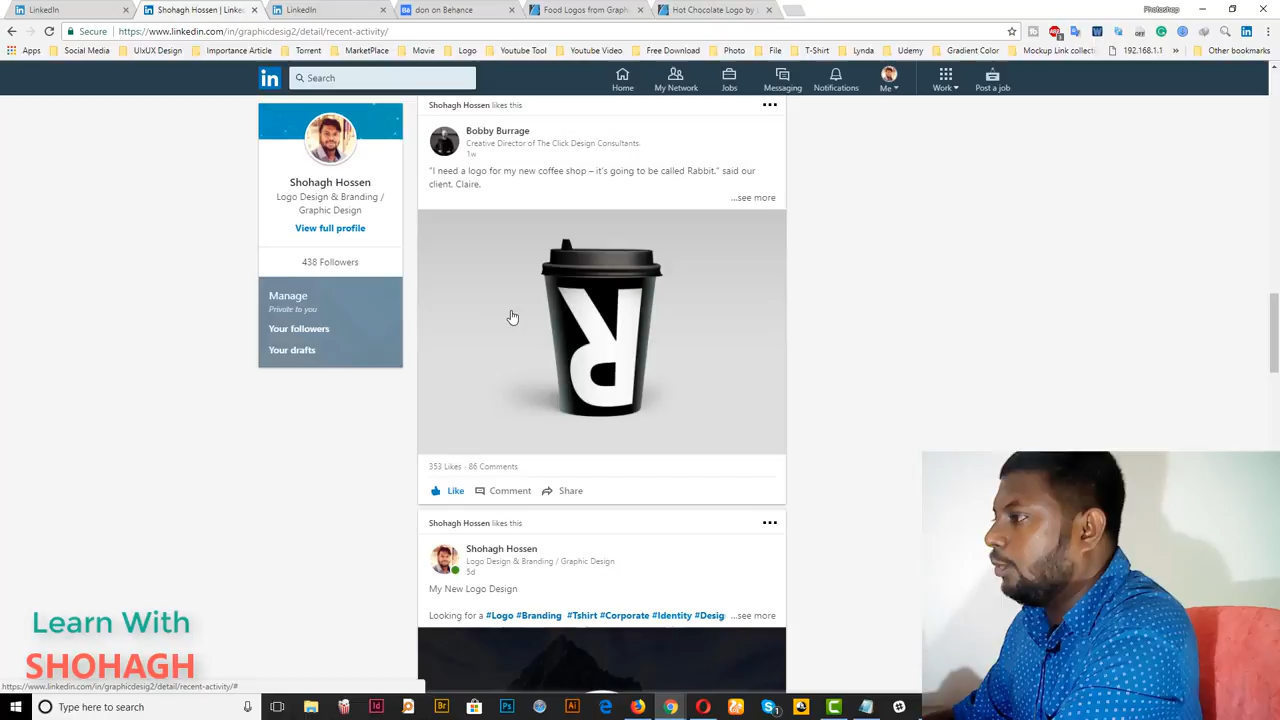 LinkedIn
Shohagh Hossen | Linke
LinkedIn
don on Behance
Food Logos from Graph
Hot Chocolate Logo by
Photoshop
Secure
https://www.linkedin.com/in/graphicdesig2/detail/recent-activity/
Apps
Social Media
UIxUX Design
Importance Article
Torrent
MarketPlace
Movie
Logo
Youtube Tool
Youtube Video
Free Download
Photo
File
T-Shirt
Lynda
Udemy
Gradient Color
Mockup Link collecti
192.168.1.1
Other bookmarks
in
Search
Home
My Network
Jobs
Messaging
Notifications
Me
Work
Post a job
Shohagh Hossen
Logo Design & Branding /
Graphic Design
View full profile
438 Followers
Manage
Private to you
Your followers
Your drafts
Shohagh Hossen likes this
Bobby Burrage
Creative Director of The Click Design Consultants.
1w
"I need a logo for my new coffee shop – it's going to be called Rabbit," said our
client, Claire.
...see more
R
353 Likes · 86 Comments
Like
Comment
Share
Shohagh Hossen likes this
Shohagh Hossen
Logo Design & Branding / Graphic Design
5d
My New Logo Design
Looking for a #Logo #Branding #Tshirt #Corporate #Identity #Desig
...see more
Learn With
SHOHAGH
https://www.linkedin.com/in/graphicdesig2/detail/recent-activity/#
Type here to search
Id
Br
Ps
Ai